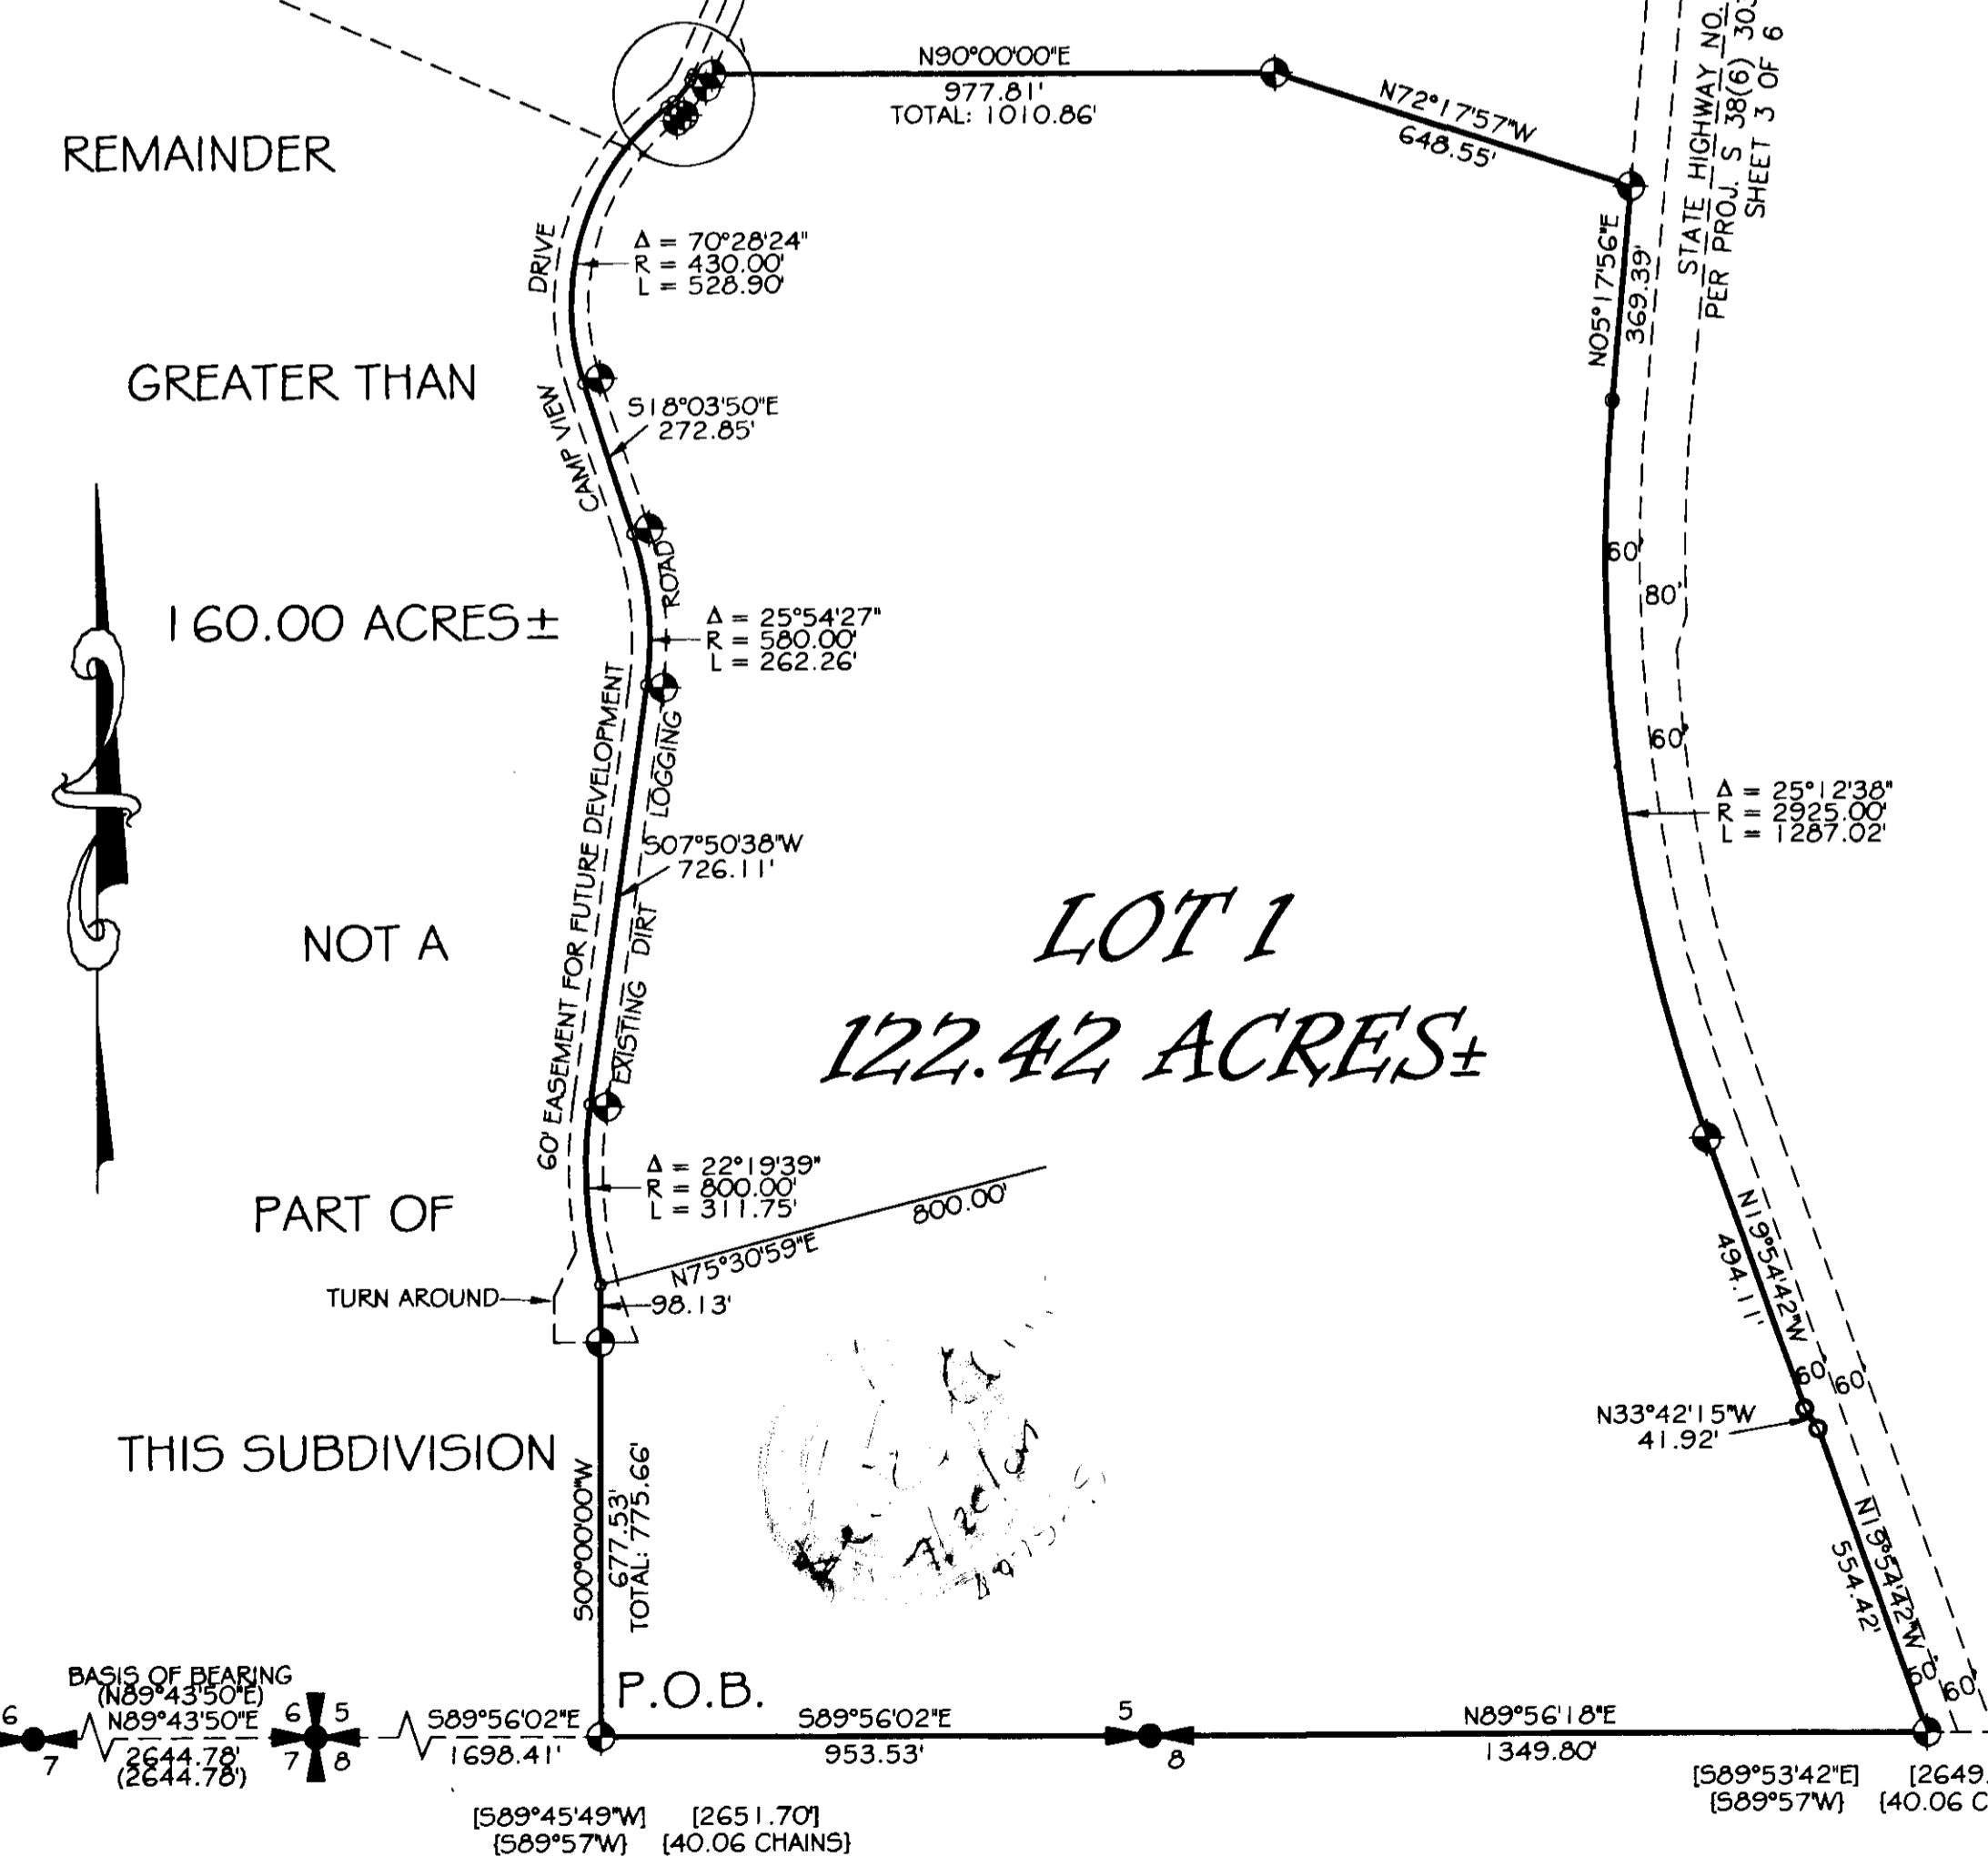 N90°00'00"E
977.81'
TOTAL: 1010.86'
N72°17'57"W
648.55'
STATE HIGHWAY NO.
PER PROJ. S 38(6) 303
SHEET 3 OF 6
REMAINDER
DRIVE
Δ = 70°28'24"
R = 430.00'
L = 528.90'
N05°17'56"E
369.39'
GREATER THAN
CAMP VIEW
S18°03'50"E
272.85'
ROAD
60'
80'
160.00 ACRES±
Δ = 25°54'27"
R = 580.00'
L = 262.26'
60'
Δ = 25°12'38"
R = 2925.00'
L = 1287.02'
60' EASEMENT FOR FUTURE DEVELOPMENT
EXISTING DIRT LOGGING
S07°50'38"W
726.11'
NOT A
LOT 1
122.42 ACRES±
Δ = 22°19'39"
R = 800.00'
L = 311.75'
PART OF
800.00'
N75°30'59"E
TURN AROUND
98.13'
N19°54'42"W
494.11'
60'
60'
N33°42'15"W
41.92'
THIS SUBDIVISION
S00°00'00"W
677.53'
TOTAL: 775.66'
N19°54'42"W
554.42'
60'
60'
P.O.B.
BASIS OF BEARING
(N89°43'50"E)
N89°43'50"E
2644.78'
(2644.78')
6
7
6 5
7 8
S89°56'02"E
1698.41'
S89°56'02"E
953.53'
5
8
N89°56'18"E
1349.80'
[S89°45'49"W] [2651.70']
{S89°57'W} {40.06 CHAINS}
[S89°53'42"E] [2649.
{S89°57'W} {40.06 C